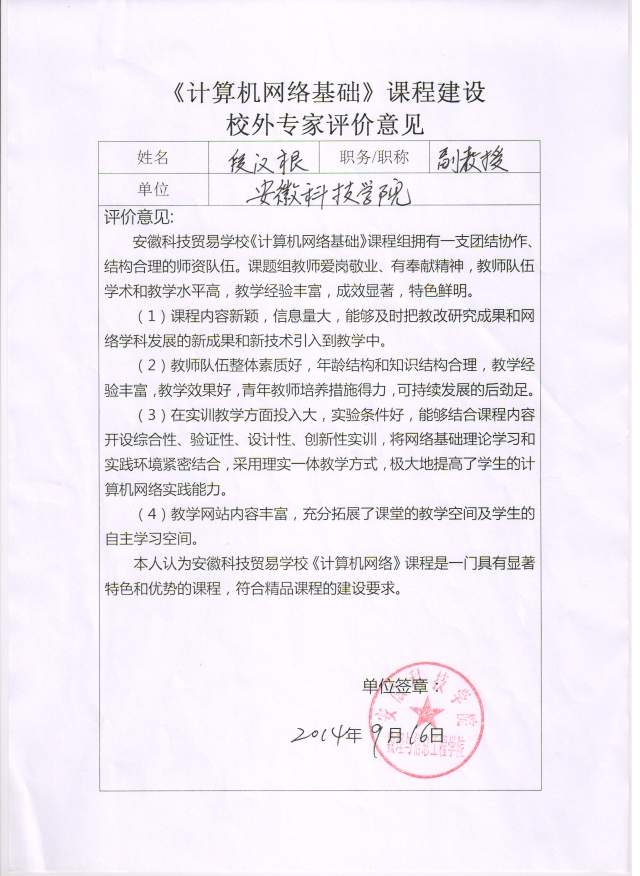 《计算机网络基础》课程建设
校外专家评价意见
姓名 段汉根 职务/职称 副教授
单位 安徽科技学院
评价意见:
安徽科技贸易学校《计算机网络基础》课程组拥有一支团结协作、
结构合理的师资队伍。课题组教师爱岗敬业、有奉献精神，教师队伍
学术和教学水平高，教学经验丰富，成效显著，特色鲜明。
（1）课程内容新颖，信息量大，能够及时把教改研究成果和网
络学科发展的新成果和新技术引入到教学中。
（2）教师队伍整体素质好，年龄结构和知识结构合理，教学经
验丰富，教学效果好，青年教师培养措施得力，可持续发展的后劲足。
（3）在实训教学方面投入大，实验条件好，能够结合课程内容
开设综合性、验证性、设计性、创新性实训，将网络基础理论学习和
实践环境紧密结合，采用理实一体教学方式，极大地提高了学生的计
算机网络实践能力。
（4）教学网站内容丰富，充分拓展了课堂的教学空间及学生的
自主学习空间。
本人认为安徽科技贸易学校《计算机网络》课程是一门具有显著
特色和优势的课程，符合精品课程的建设要求。
单位签章：
安徽科技学院
2014年9月16日
数理与信息工程学院